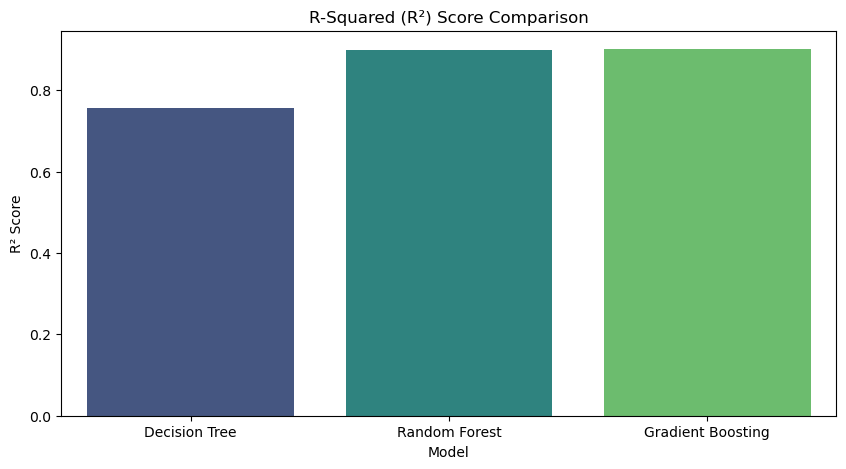 R-Squared (R²) Score Comparison
R² Score
0.8
0.6
0.4
0.2
0.0
Decision Tree
Random Forest
Gradient Boosting
Model